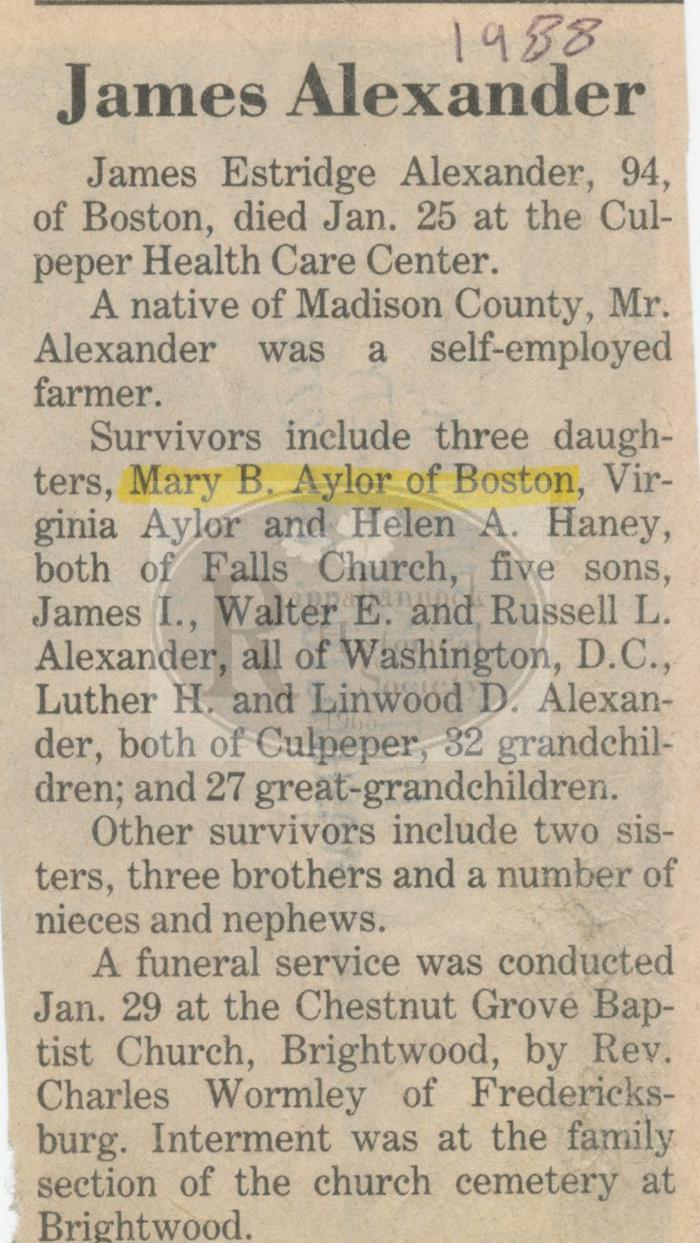 1988
James Alexander
James Estridge Alexander, 94,
of Boston, died Jan. 25 at the Cul-
peper Health Care Center.
A native of Madison County, Mr.
Alexander was a self-employed
farmer.
Survivors include three daugh-
ters, Mary B. Aylor of Boston, Vir-
ginia Aylor and Helen A. Haney,
both of Falls Church, five sons,
James I., Walter E. and Russell L.
Alexander, all of Washington, D.C.,
Luther H. and Linwood D. Alexan-
der, both of Culpeper, 32 grandchil-
dren; and 27 great-grandchildren.
Other survivors include two sis-
ters, three brothers and a number of
nieces and nephews.
A funeral service was conducted
Jan. 29 at the Chestnut Grove Bap-
tist Church, Brightwood, by Rev.
Charles Wormley of Fredericks-
burg. Interment was at the family
section of the church cemetery at
Brightwood.
Rappahannock
Historical
Society